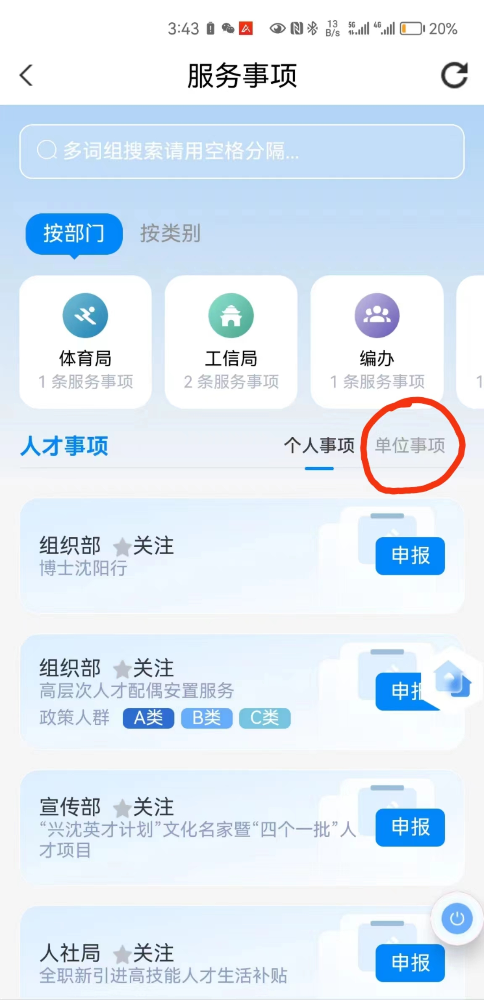 3:43 13 B/s 5G 4G 20%
服务事项
多词组搜索请用空格分隔...
按部门 按类别
体育局 工信局 编办
1 条服务事项 2 条服务事项 1 条服务事项 1
人才事项 个人事项 单位事项
组织部 关注
博士沈阳行
申报
组织部 关注
高层次人才配偶安置服务
政策人群 A类 B类 C类
申报
宣传部 关注
“兴沈英才计划”文化名家暨“四个一批”人
才项目
申报
人社局 关注
全职新引进高技能人才生活补贴
申报